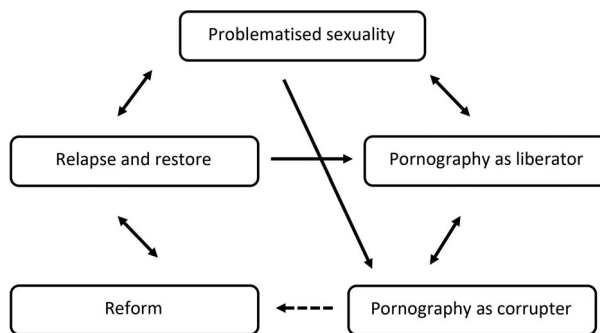 Problematised sexuality
Relapse and restore
Pornography as liberator
Reform
Pornography as corrupter